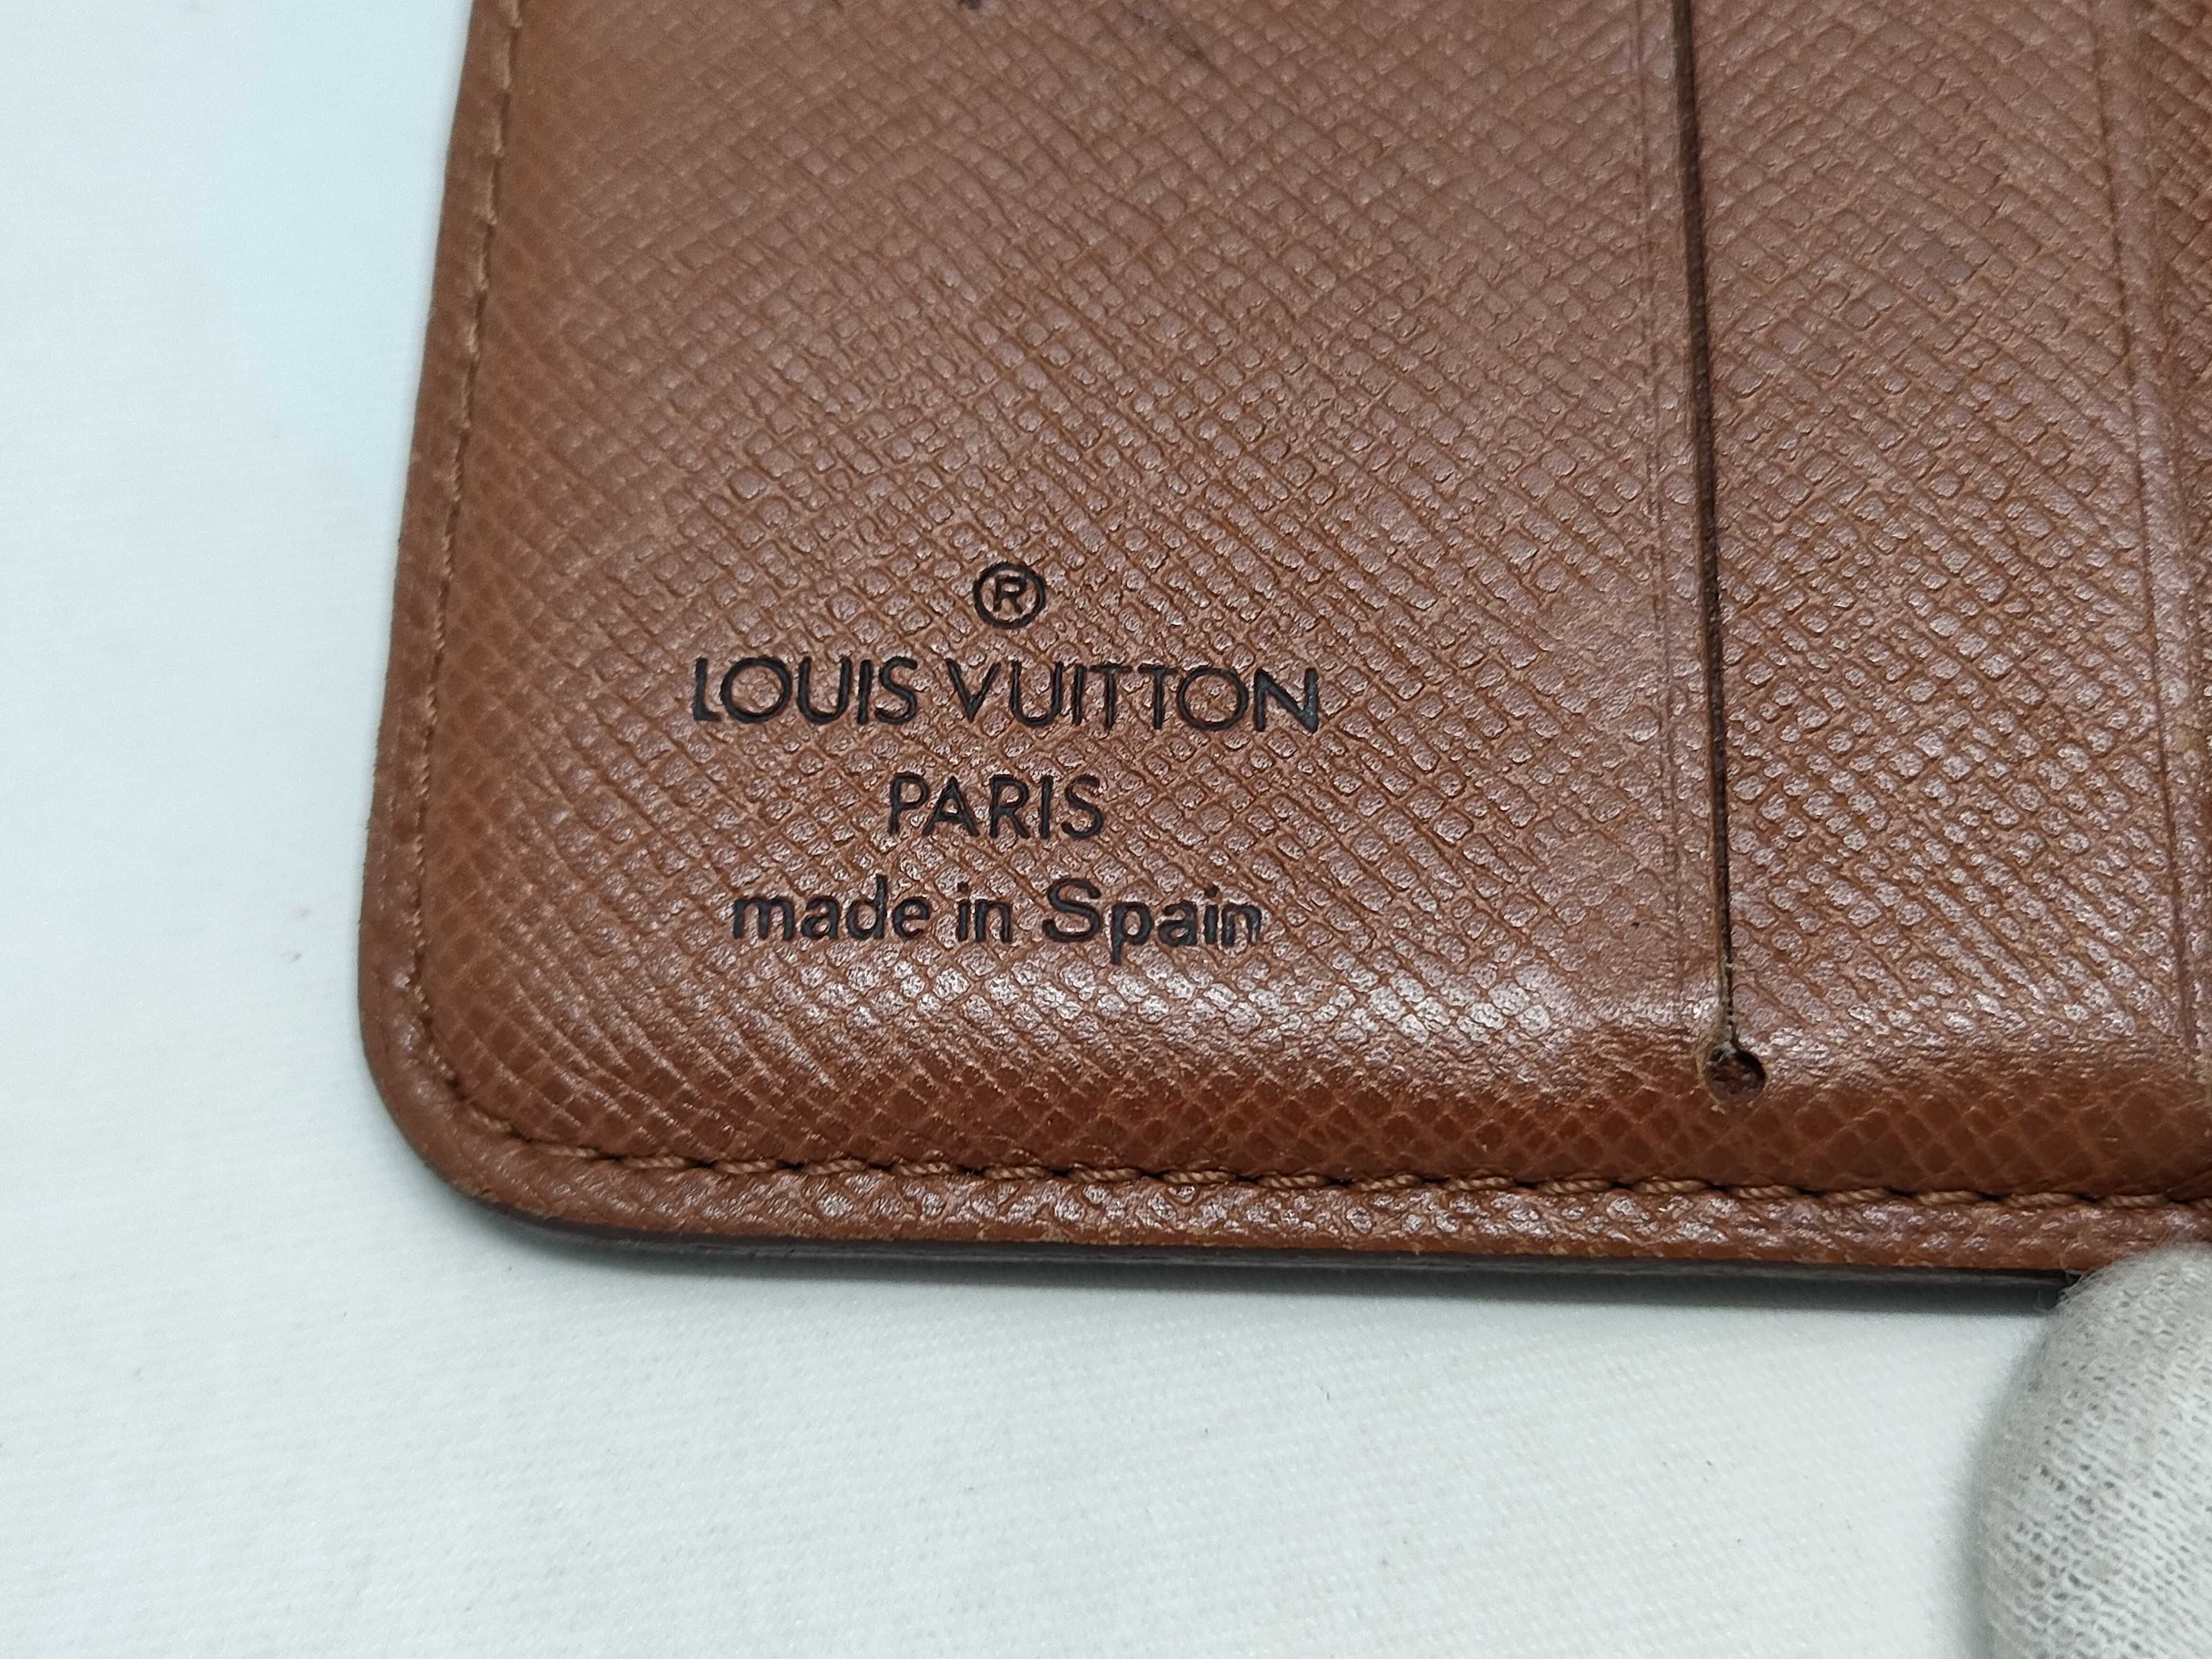 ®
LOUIS VUITTON
PARIS
made in Spain